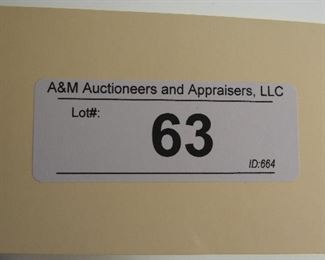 A&M Auctioneers and Appraisers, LLC
Lot#:
63
ID:664